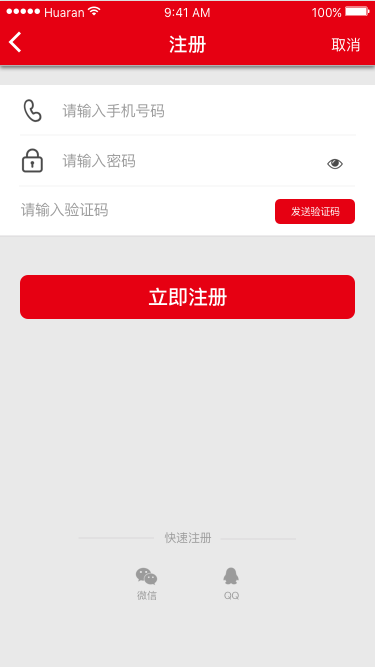 Huaran 9:41 AM 100%
注册 取消
请输入手机号码
请输入密码
请输入验证码 发送验证码
立即注册
快速注册
微信 QQ